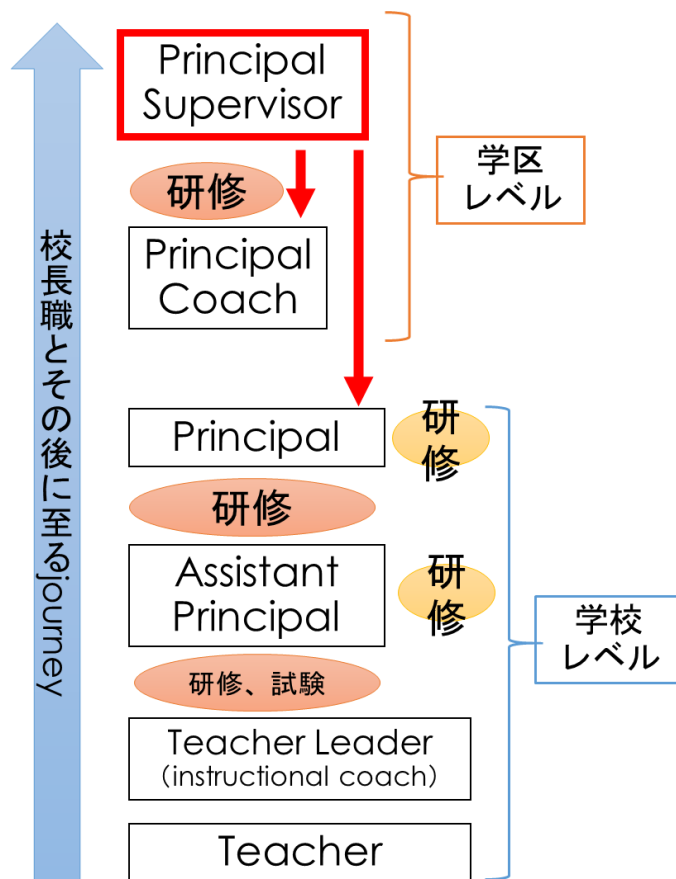 Principal
Supervisor
学区
レベル
研修
Principal
Coach
校長職とその後に至るjourney
Principal
研
修
研修
Assistant
Principal
研
修
学校
レベル
研修、試験
Teacher Leader
（instructional coach）
Teacher